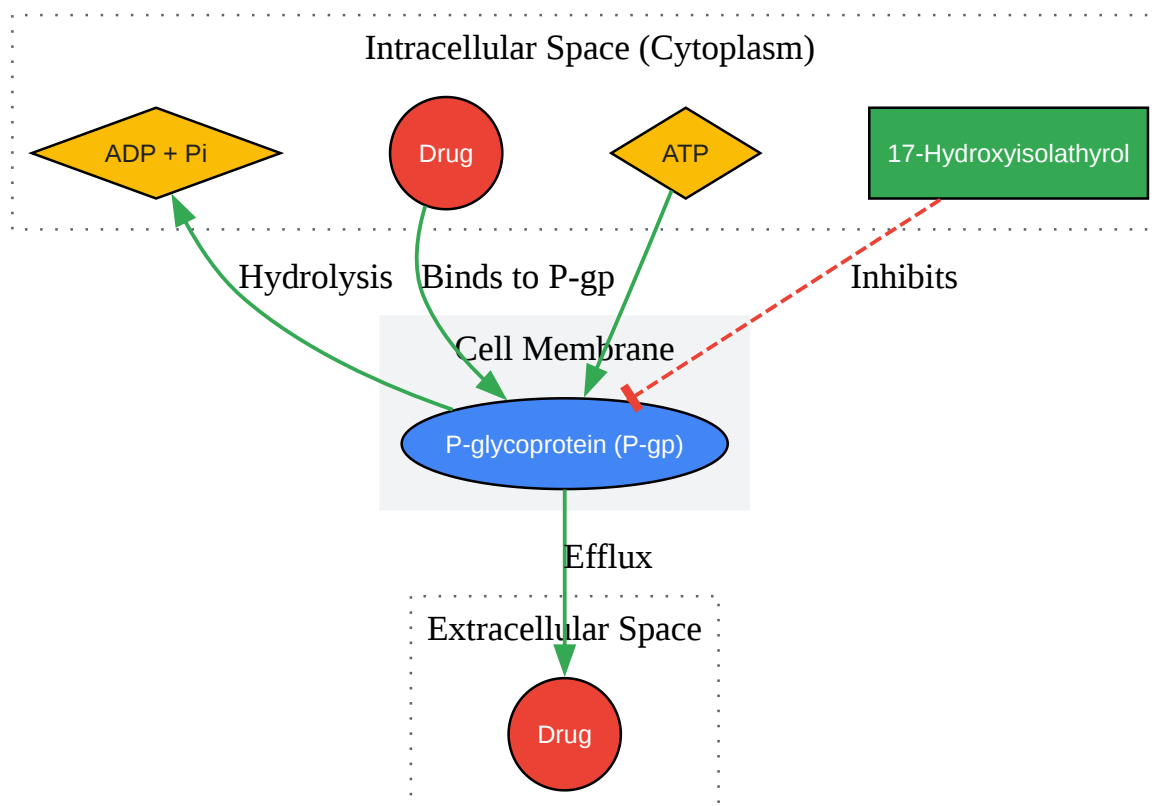 Intracellular Space (Cytoplasm)
ADP + Pi
Drug
ATP
17-Hydroxyisolathyrol
Hydrolysis
Binds to P-gp
Inhibits
Cell Membrane
P-glycoprotein (P-gp)
Efflux
Extracellular Space
Drug